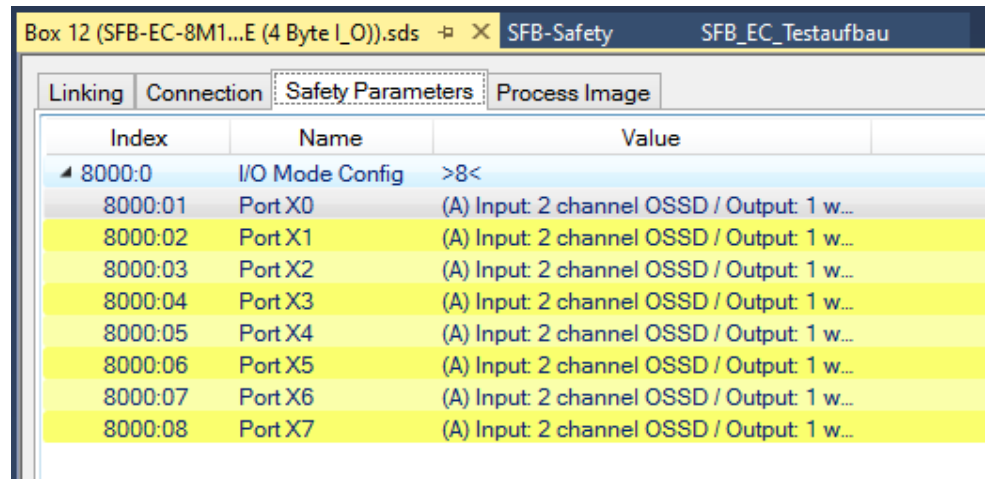 Box 12 (SFB-EC-8M1...E (4 Byte I_O)).sds SFB-Safety SFB_EC_Testaufbau
Linking Connection Safety Parameters Process Image
Index Name Value
8000:0 I/O Mode Config >8<
8000:01 Port X0 (A) Input: 2 channel OSSD / Output: 1 w...
8000:02 Port X1 (A) Input: 2 channel OSSD / Output: 1 w...
8000:03 Port X2 (A) Input: 2 channel OSSD / Output: 1 w...
8000:04 Port X3 (A) Input: 2 channel OSSD / Output: 1 w...
8000:05 Port X4 (A) Input: 2 channel OSSD / Output: 1 w...
8000:06 Port X5 (A) Input: 2 channel OSSD / Output: 1 w...
8000:07 Port X6 (A) Input: 2 channel OSSD / Output: 1 w...
8000:08 Port X7 (A) Input: 2 channel OSSD / Output: 1 w...